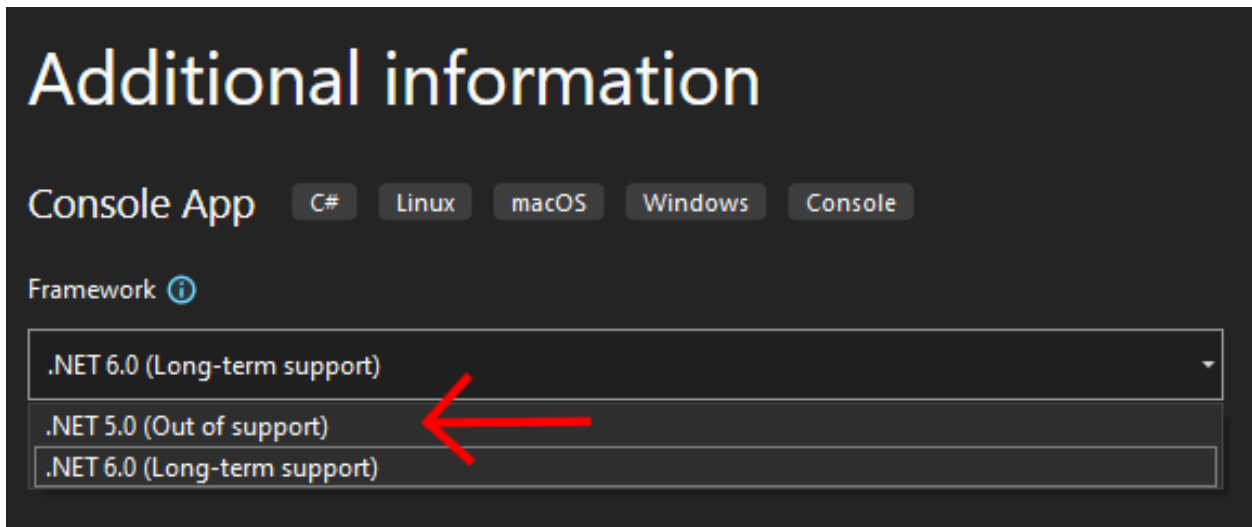 Additional information
Console App C# Linux macOS Windows Console
Framework
.NET 6.0 (Long-term support)
.NET 5.0 (Out of support)
.NET 6.0 (Long-term support)